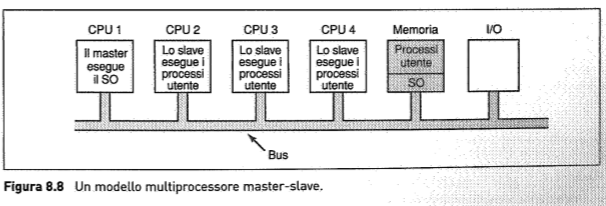 CPU 1 CPU 2 CPU 3 CPU 4 Memoria I/O
Il master
esegue
il SO
Lo slave
esegue i
processi
utente
Lo slave
esegue i
processi
utente
Lo slave
esegue i
processi
utente
Processi
utente
SO
Bus
Figura 8.8 Un modello multiprocessore master-slave.